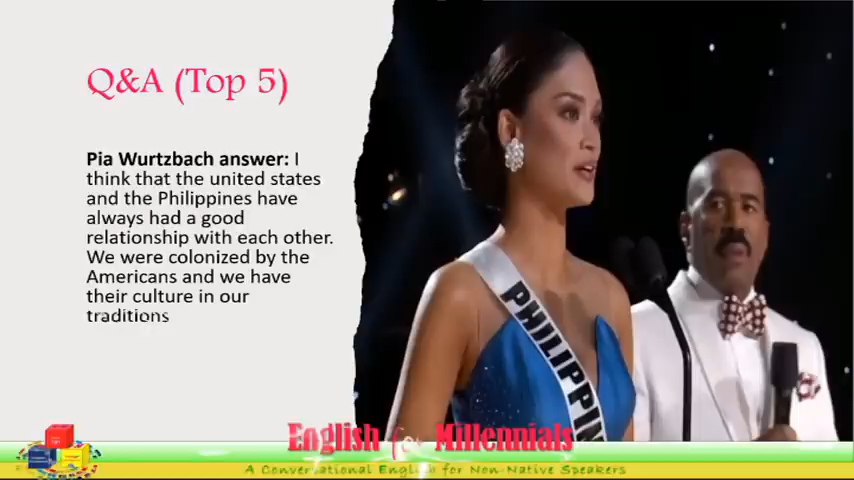 Q&A (Top 5)
Pia Wurtzbach answer: I
think that the united states
and the Philippines have
always had a good
relationship with each other.
We were colonized by the
Americans and we have
their culture in our
traditions
PHILIPPIN
English for Millennials
A Conversational English for Non-Native Speakers